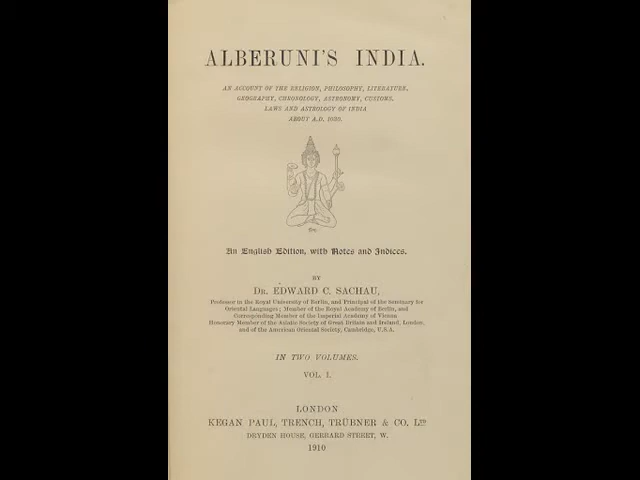 ALBERUNI'S INDIA.
AN ACCOUNT OF THE RELIGION, PHILOSOPHY, LITERATURE,
GEOGRAPHY, CHRONOLOGY, ASTRONOMY, CUSTOMS,
LAWS AND ASTROLOGY OF INDIA
ABOUT A.D. 1030.
An English Edition, with Notes and Indices.
BY
DR. EDWARD C. SACHAU,
Professor in the Royal University of Berlin, and Principal of the Seminary for
Oriental Languages; Member of the Royal Academy of Berlin, and
Corresponding Member of the Imperial Academy of Vienna
Honorary Member of the Asiatic Society of Great Britain and Ireland, London,
and of the American Oriental Society, Cambridge, U.S.A.
IN TWO VOLUMES.
VOL. I.
LONDON
KEGAN PAUL, TRENCH, TRÜBNER & CO. LTD
DRYDEN HOUSE, GERRARD STREET, W.
1910